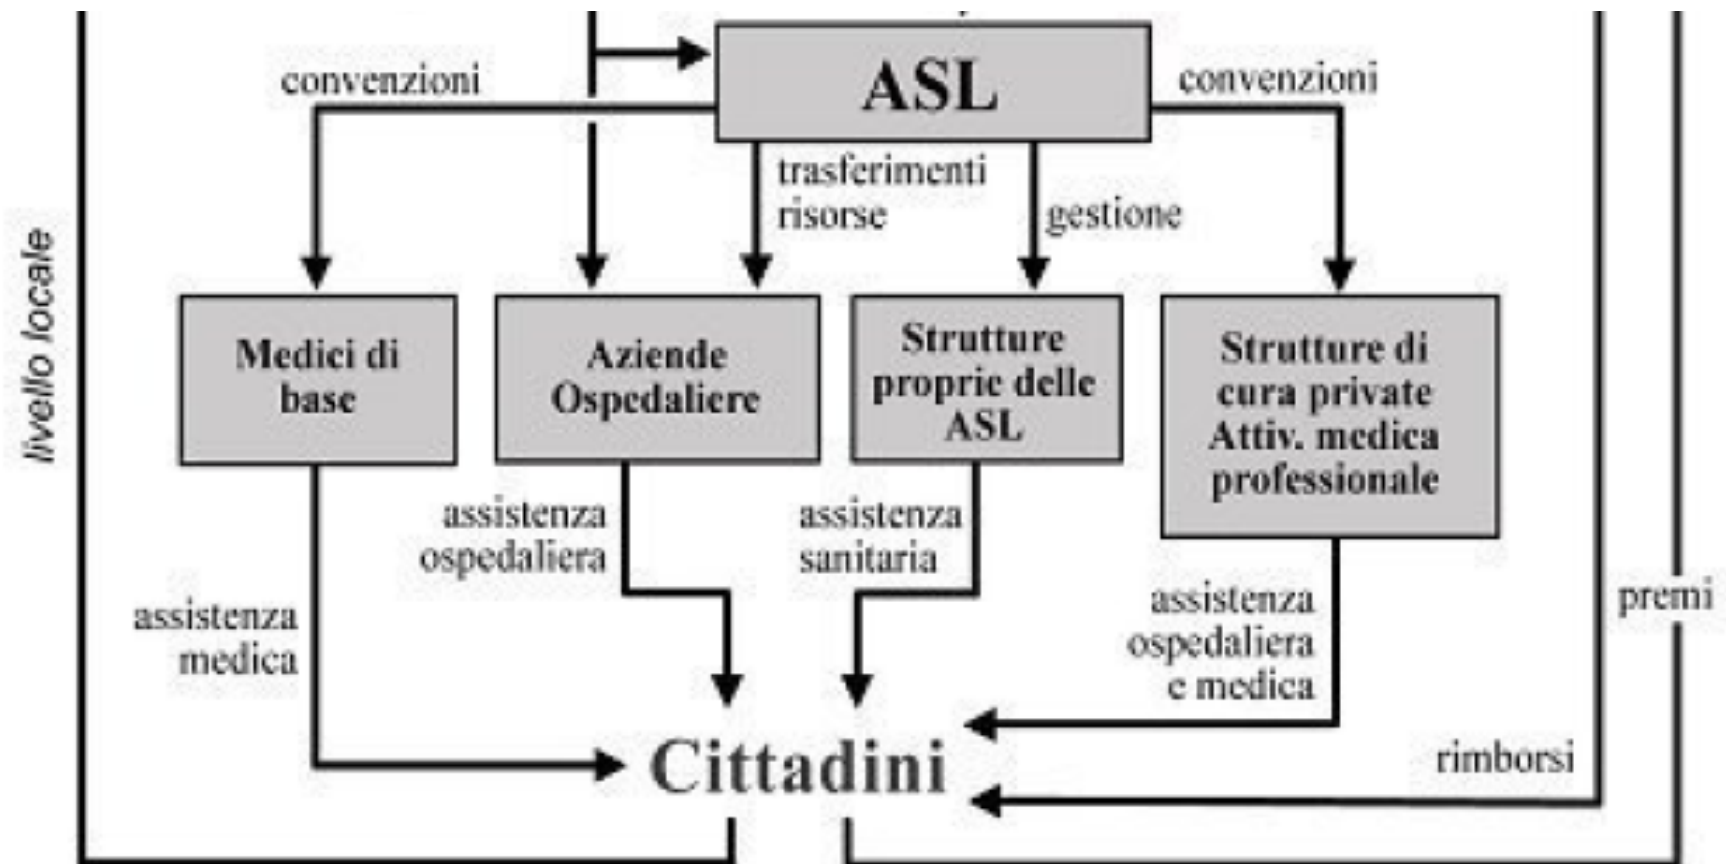 ASL
convenzioni
convenzioni
trasferimenti
risorse
gestione
livello locale
Medici di
base
Aziende
Ospedaliere
Strutture
proprie delle
ASL
Strutture di
cura private
Attiv. medica
professionale
assistenza
ospedaliera
assistenza
sanitaria
assistenza
medica
assistenza
ospedaliera
e medica
premi
rimborsi
Cittadini